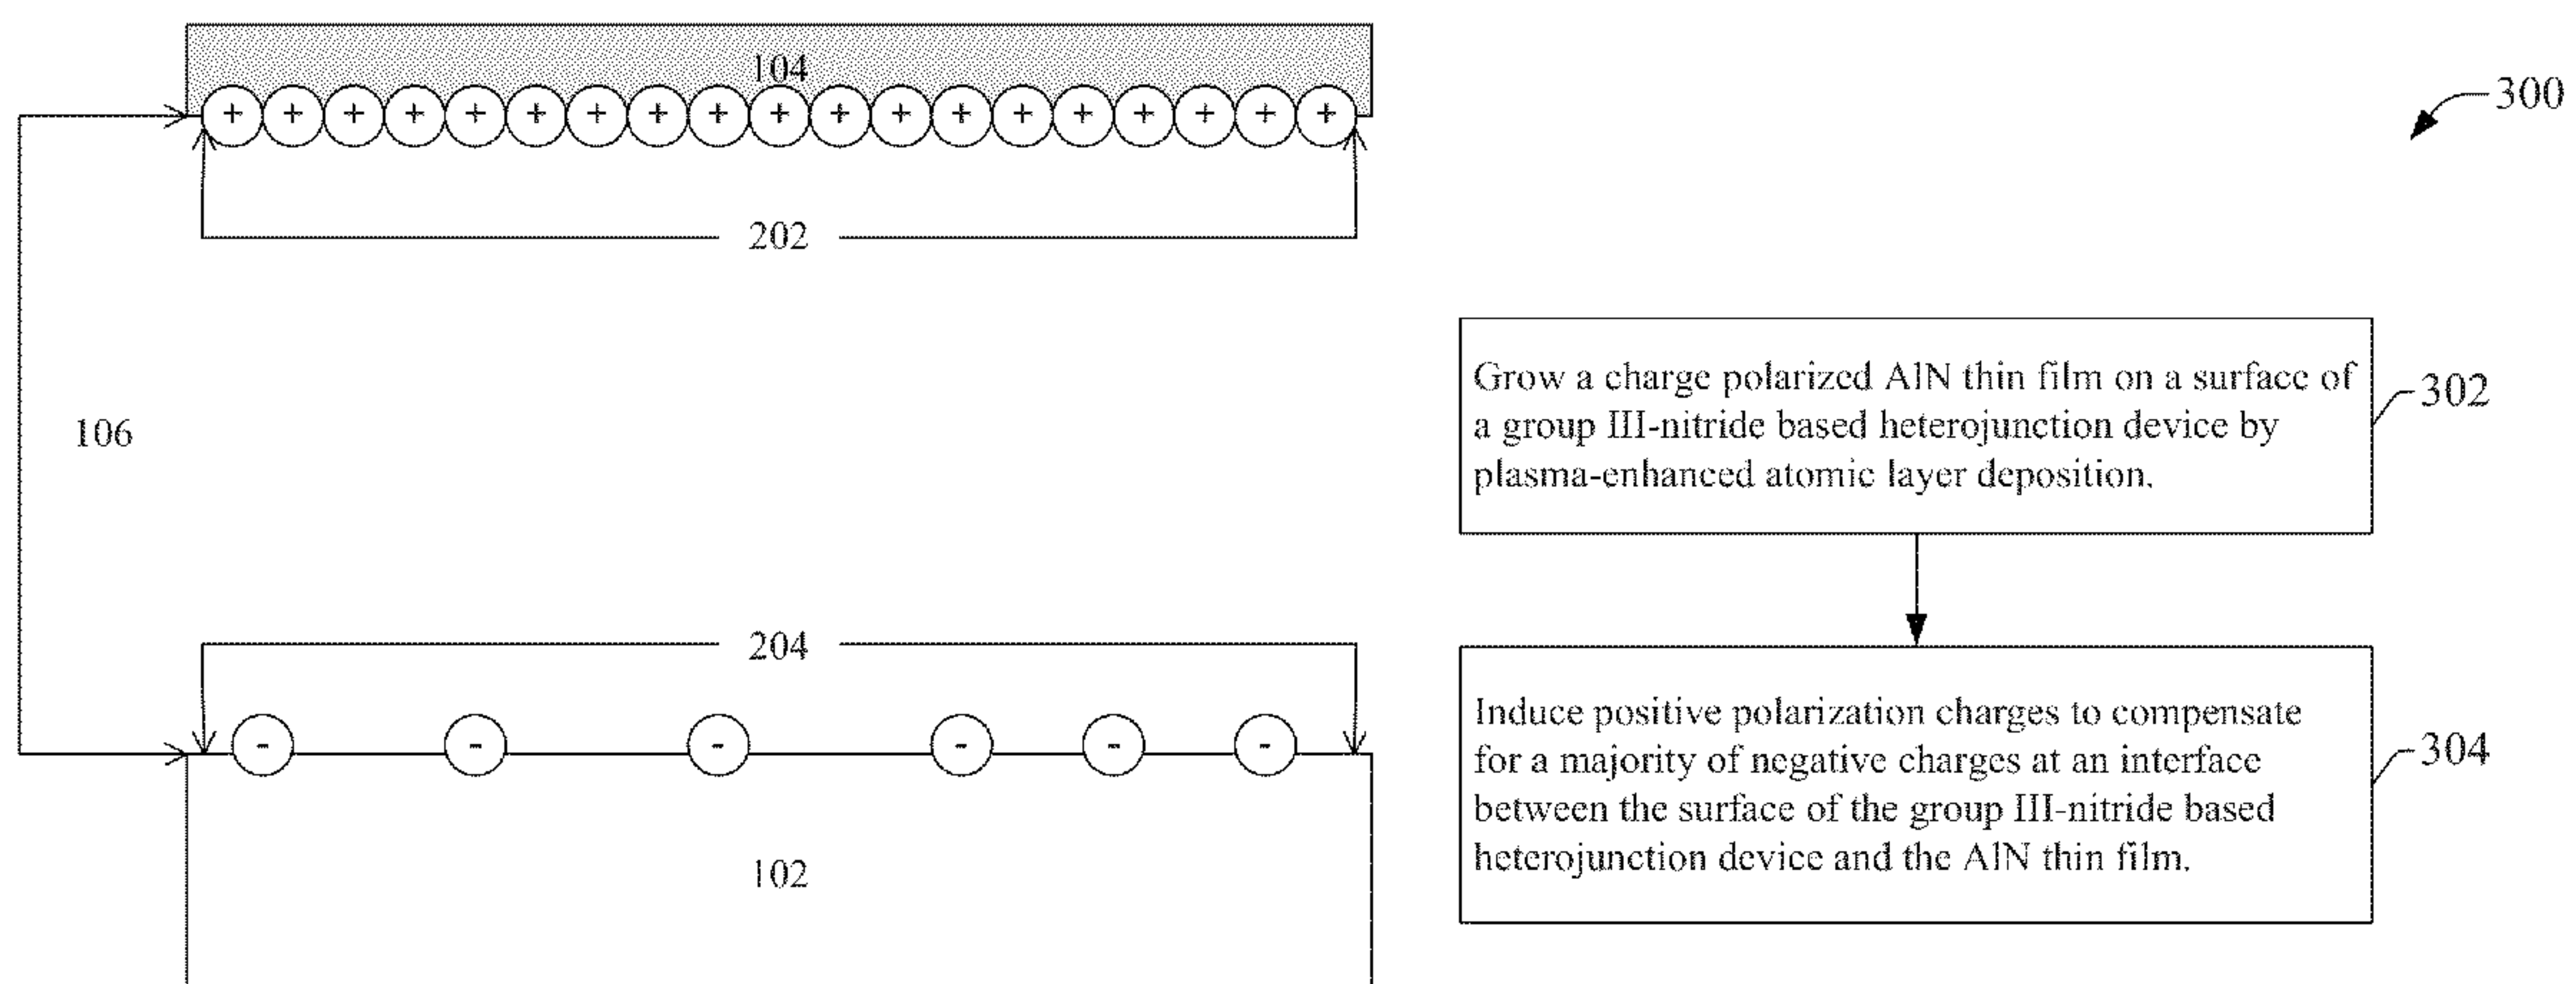 104
+ + + + + + + + + + + + + + + + + + +
202
106
204
- - - - - -
102
300
Grow a charge polarized AlN thin film on a surface of
a group III-nitride based heterojunction device by
plasma-enhanced atomic layer deposition.
302
Induce positive polarization charges to compensate
for a majority of negative charges at an interface
between the surface of the group III-nitride based
heterojunction device and the AlN thin film.
304